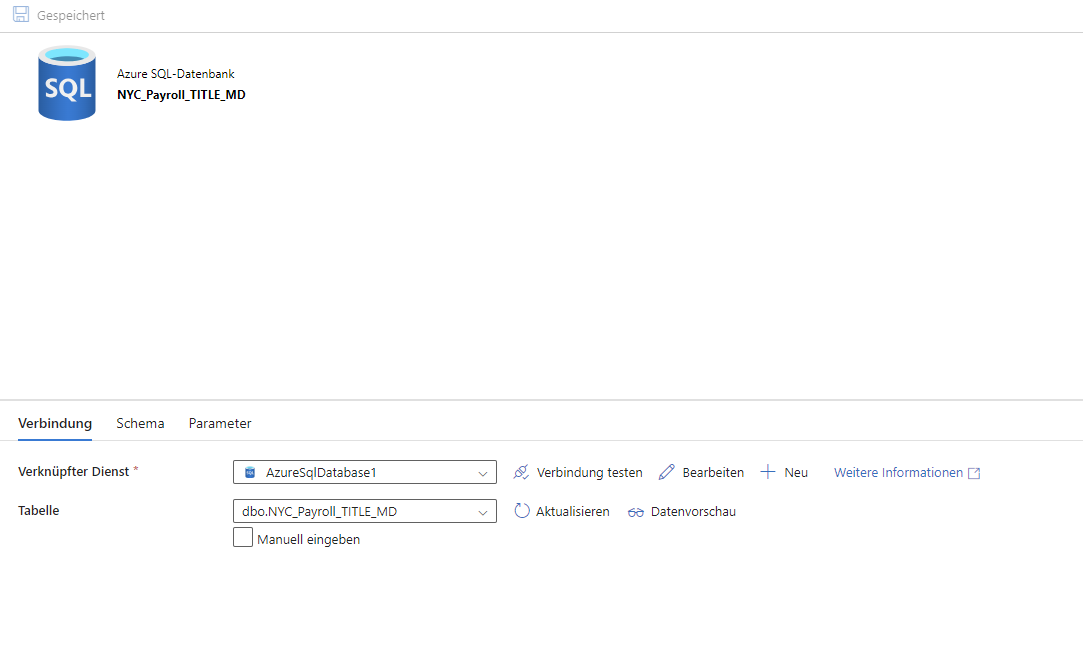 Gespeichert
SQL
Azure SQL-Datenbank
NYC_Payroll_TITLE_MD
Verbindung Schema Parameter
Verknüpfter Dienst * AzureSqlDatabase1 Verbindung testen Bearbeiten Neu Weitere Informationen
Tabelle dbo.NYC_Payroll_TITLE_MD Aktualisieren Datenvorschau
Manuell eingeben